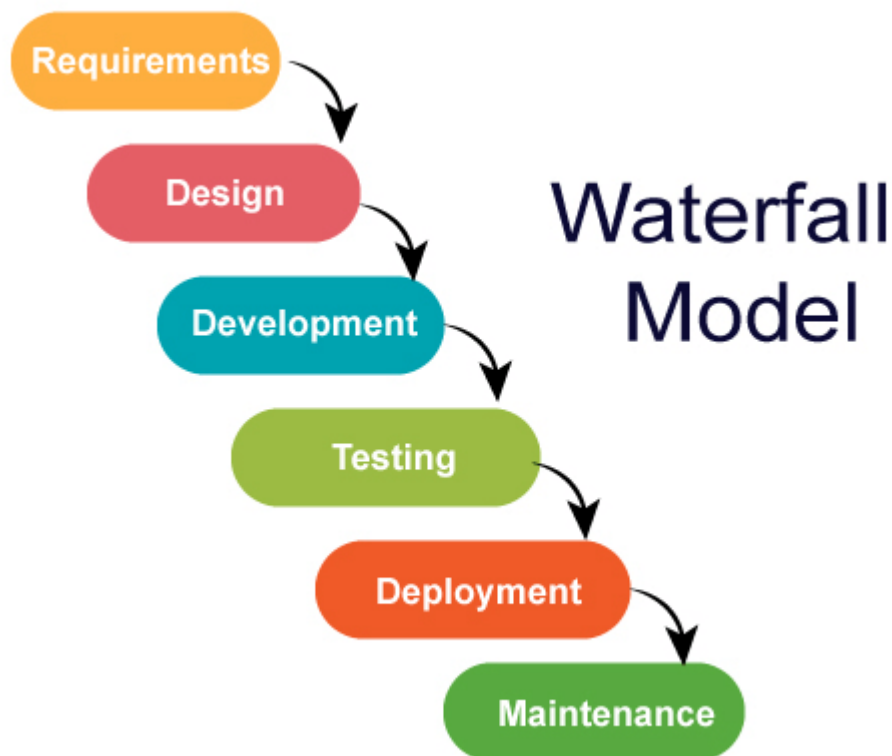 Requirements
Design
Waterfall
Model
Development
Testing
Deployment
Maintenance